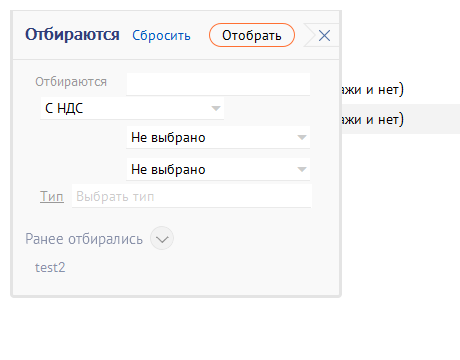 Отбираются Сбросить Отобрать
Отбираются
ажи и нет)
С НДС
ажи и нет)
Не выбрано
Не выбрано
Тип Выбрать тип
Ранее отбирались
test2